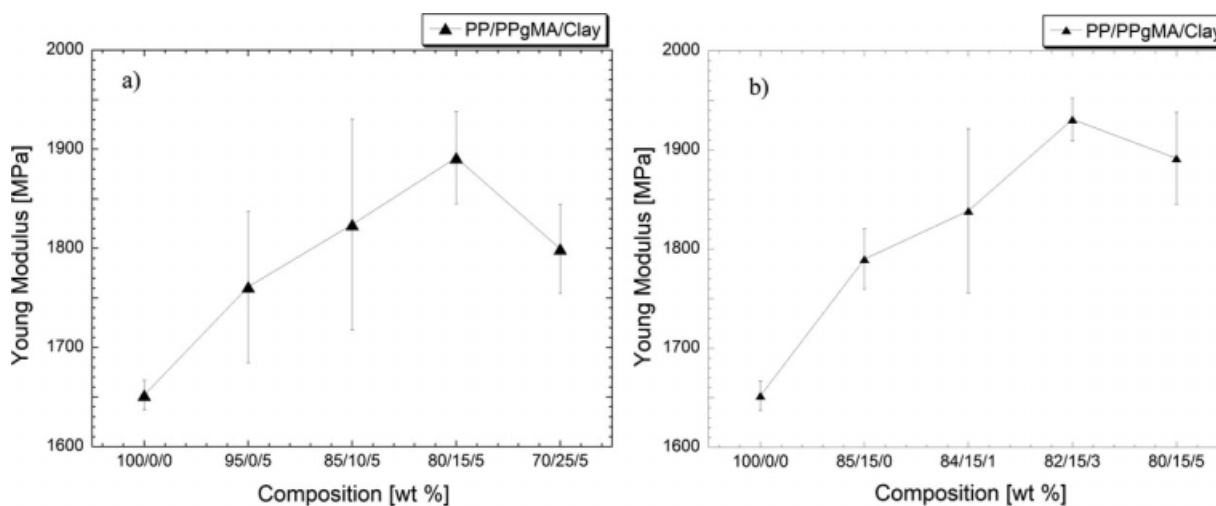 PP/PPgMA/Clay
a)
2000
1900
1800
1700
1600
Young Modulus [MPa]
100/0/0 95/0/5 85/10/5 80/15/5 70/25/5
Composition [wt %]
PP/PPgMA/Clay
b)
2000
1900
1800
1700
1600
Young Modulus [MPa]
100/0/0 85/15/0 84/15/1 82/15/3 80/15/5
Composition [wt %]